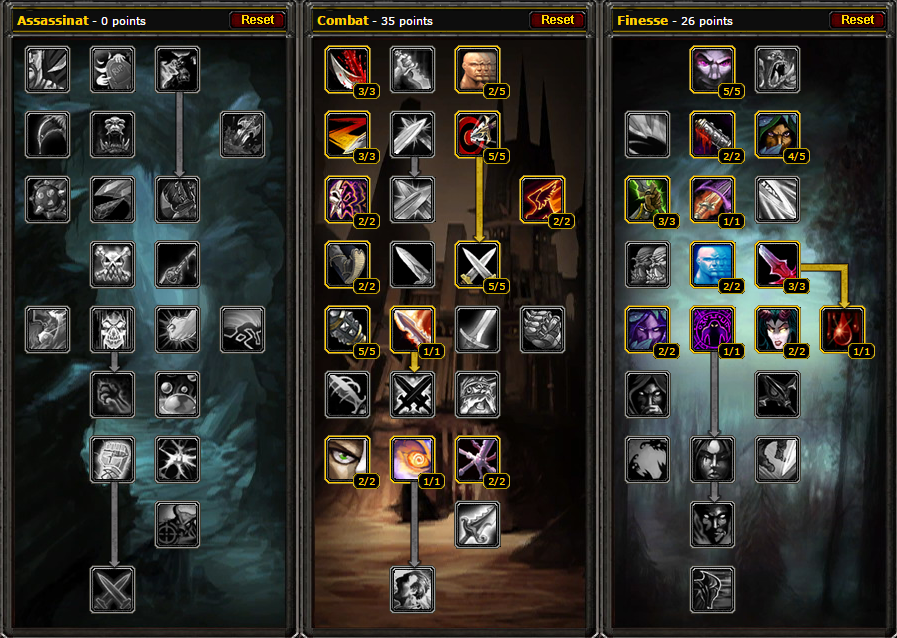 Assassinat - 0 points Reset Combat - 35 points Reset Finesse - 26 points Reset
3/3 2/5 5/5
3/3 5/5 2/2 4/5
2/2 2/2 3/3 1/1
2/2 5/5 2/2 3/3
5/5 1/1 2/2 1/1 2/2 1/1
2/2 1/1 2/2